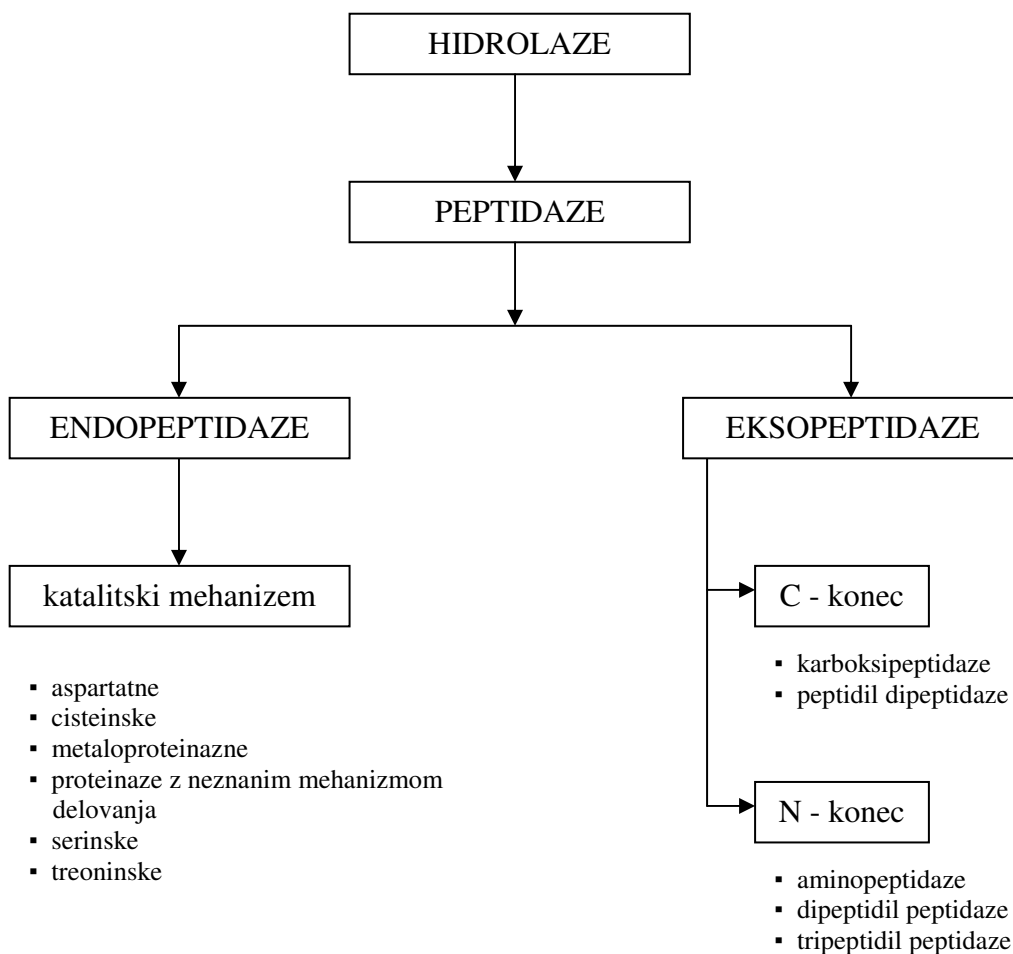 HIDROLAZE
PEPTIDAZE
ENDOPEPTIDAZE
katalitski mehanizem
▪ aspartatne
▪ cisteinske
▪ metaloproteinazne
▪ proteinaze z neznanim mehanizmom
delovanja
▪ serinske
▪ treoninske
EKSOPEPTIDAZE
C - konec
▪ karboksipeptidaze
▪ peptidil dipeptidaze
N - konec
▪ aminopeptidaze
▪ dipeptidil peptidaze
▪ tripeptidil peptidaze